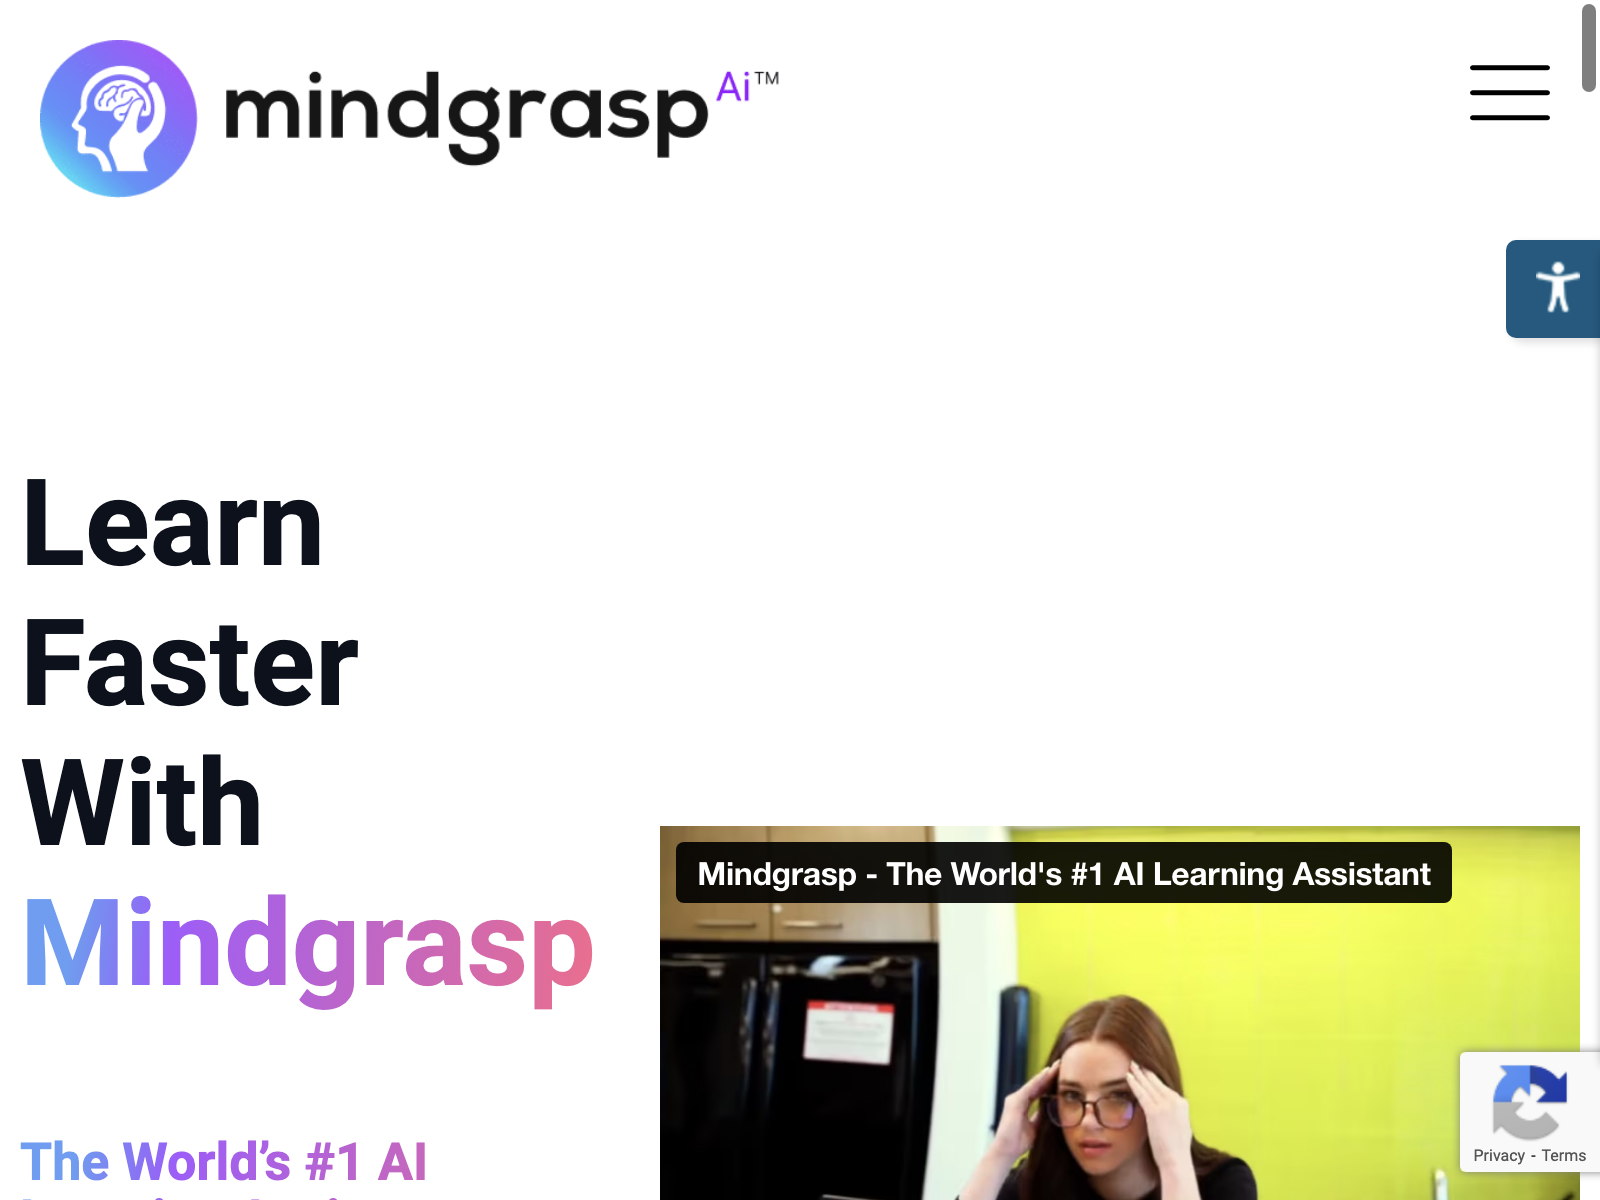 mindgrasp Ai™
Learn
Faster
With
Mindgrasp
The World’s #1 AI
Mindgrasp - The World's #1 AI Learning Assistant
Privacy - Terms